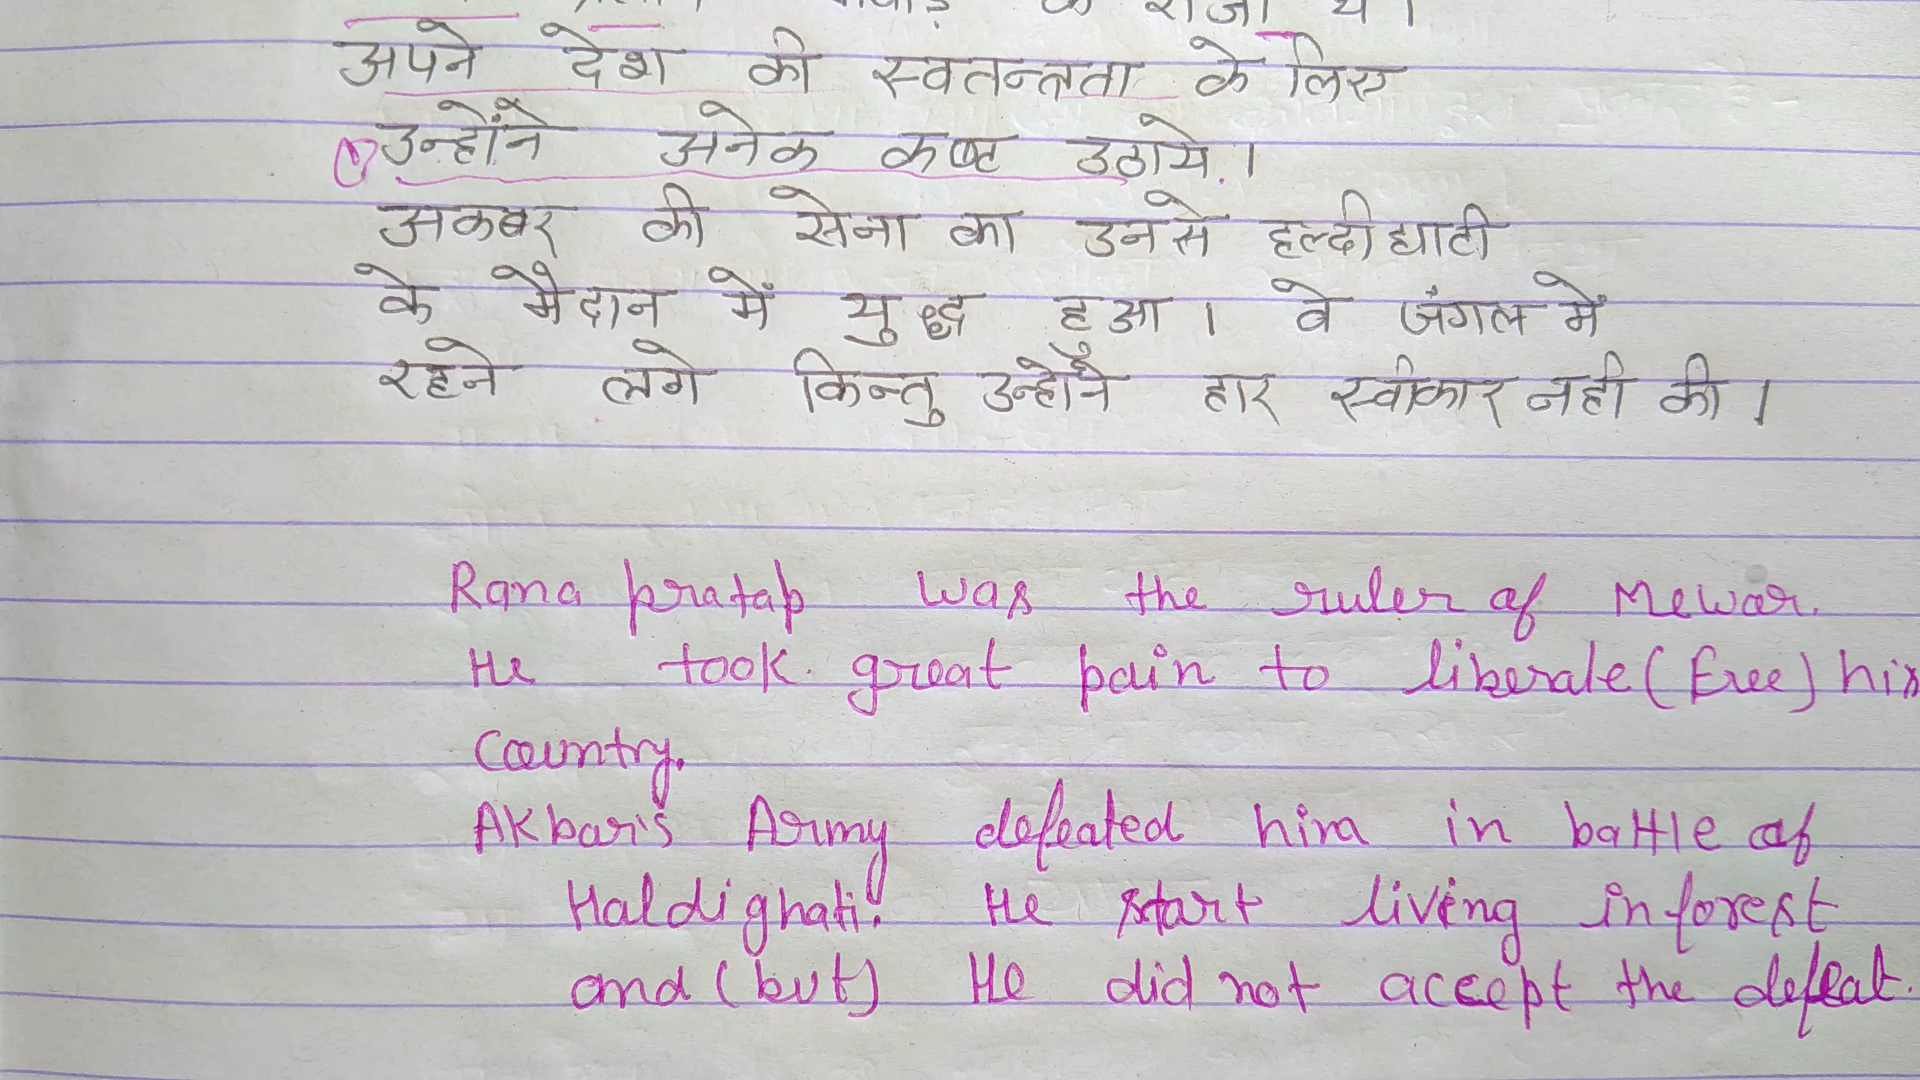 के राजा थे।
अपने देश की स्वतन्त्रता के लिए
उन्होंने अनेक कष्ट उठाये।
अकबर की सेना का उनसे हल्दीघाटी
के मैदान में युद्ध हुआ। वे जंगल में
रहने लगे किन्तु उन्होंने हार स्वीकार नही की।
Rana pratap was the ruler of Mewar.
He took great pain to liberale (free) his
Country.
Akbar's Army defeated him in battle of
Haldighati. He start living in forest
and (but) He did not accept the defeat.